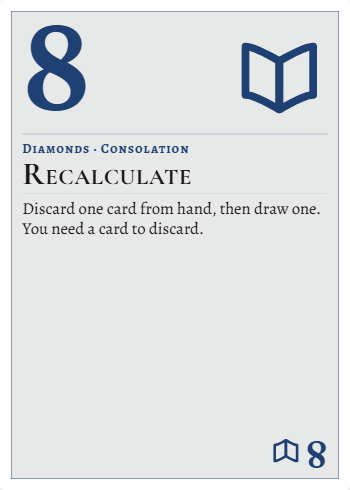 8
Diamonds · Consolation
Recalculate
Discard one card from hand, then draw one.
You need a card to discard.
8